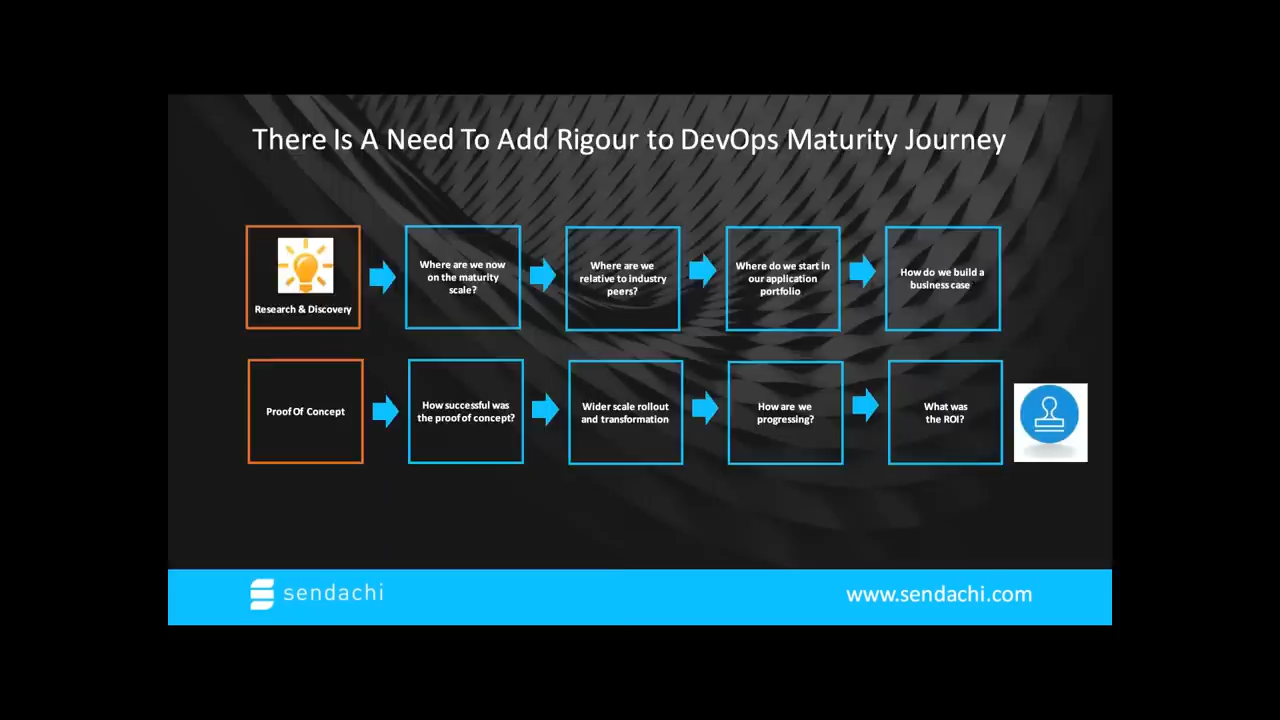 There Is A Need To Add Rigour to DevOps Maturity Journey
Research & Discovery
Where are we now
on the maturity
scale?
Where are we
relative to industry
peers?
Where do we start in
our application
portfolio
How do we build a
business case
Proof Of Concept
How successful was
the proof of concept?
Wider scale rollout
and transformation
How are we
progressing?
What was
the ROI?
sendachi
www.sendachi.com